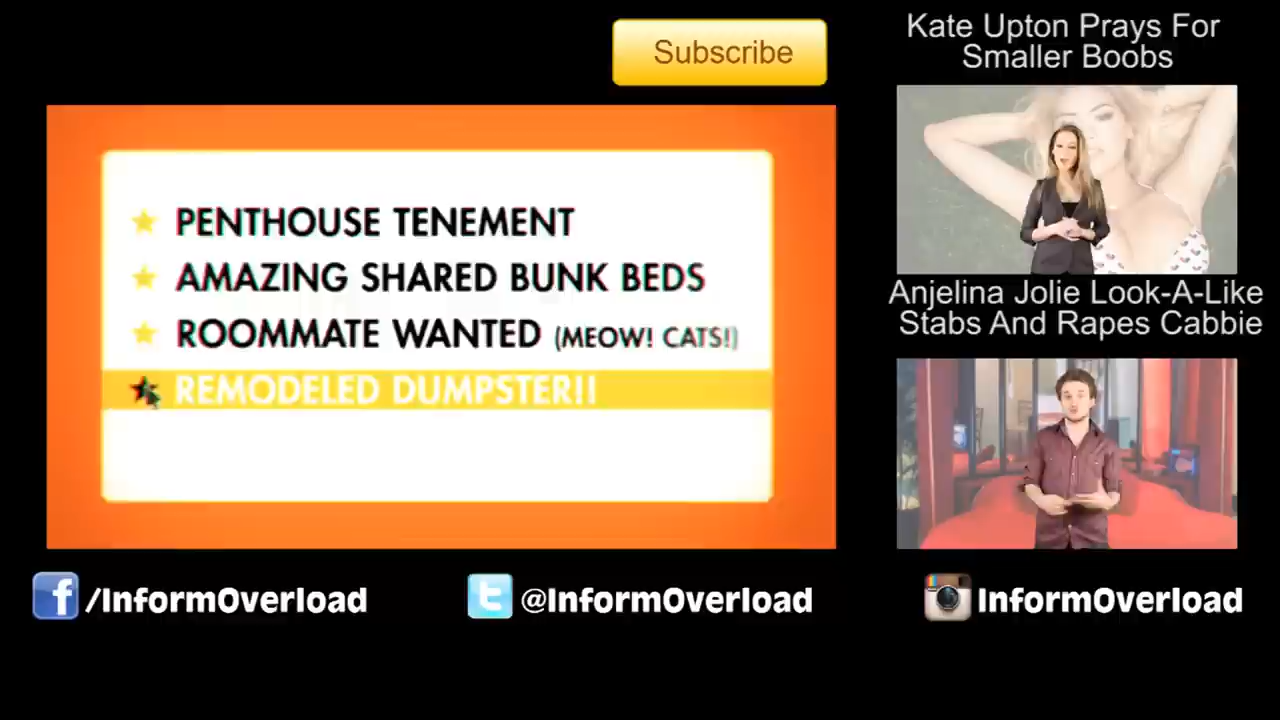 Subscribe
Kate Upton Prays For
Smaller Boobs
PENTHOUSE TENEMENT
AMAZING SHARED BUNK BEDS
ROOMMATE WANTED (MEOW! CATS!)
REMODELED DUMPSTER!!
Anjelina Jolie Look-A-Like
Stabs And Rapes Cabbie
f/InformOverload
@InformOverload
InformOverload